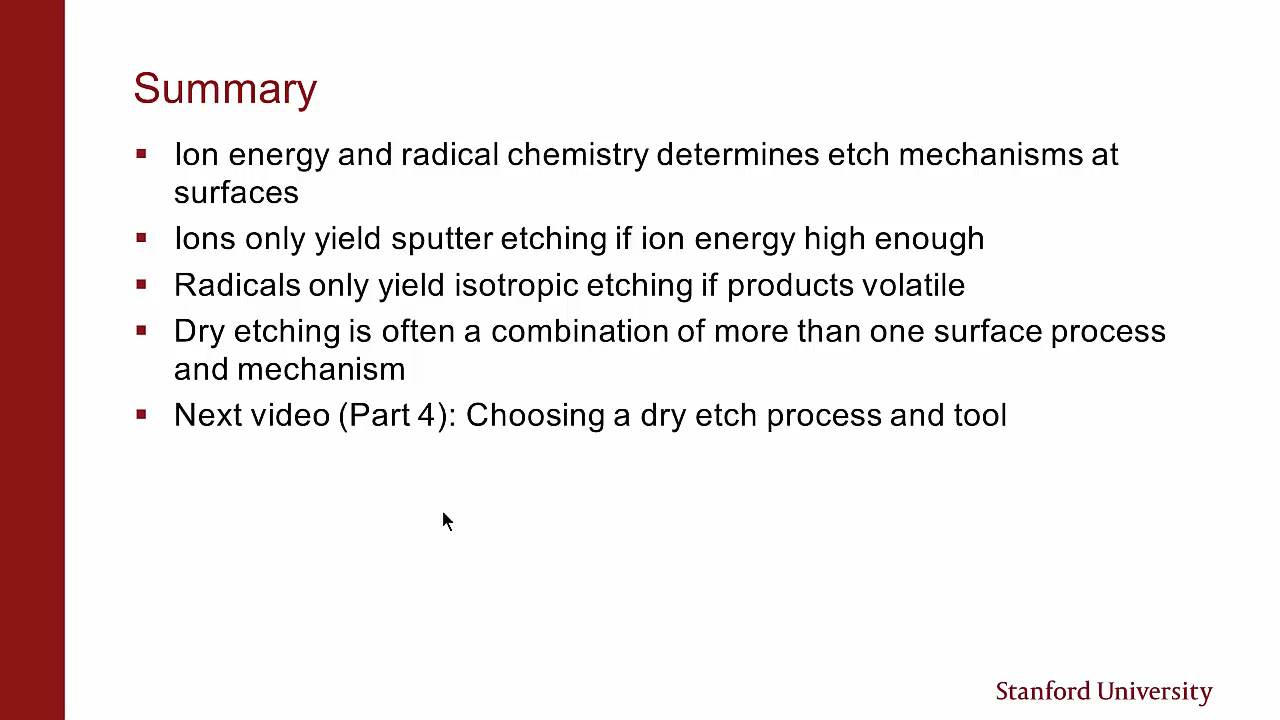 Summary
Ion energy and radical chemistry determines etch mechanisms at
surfaces
Ions only yield sputter etching if ion energy high enough
Radicals only yield isotropic etching if products volatile
Dry etching is often a combination of more than one surface process
and mechanism
Next video (Part 4): Choosing a dry etch process and tool
Stanford University